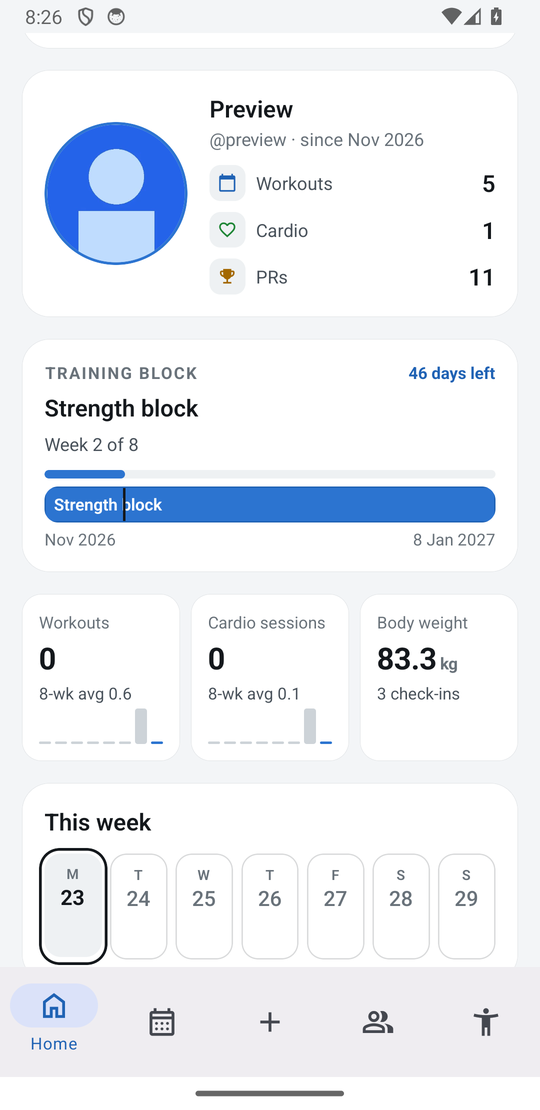 8:26
Preview
@preview · since Nov 2026
Workouts 5
Cardio 1
PRs 11
TRAINING BLOCK 46 days left
Strength block
Week 2 of 8
Strength block
Nov 2026 8 Jan 2027
Workouts
0
8-wk avg 0.6
Cardio sessions
0
8-wk avg 0.1
Body weight
83.3 kg
3 check-ins
This week
M T W T F S S
23 24 25 26 27 28 29
Home